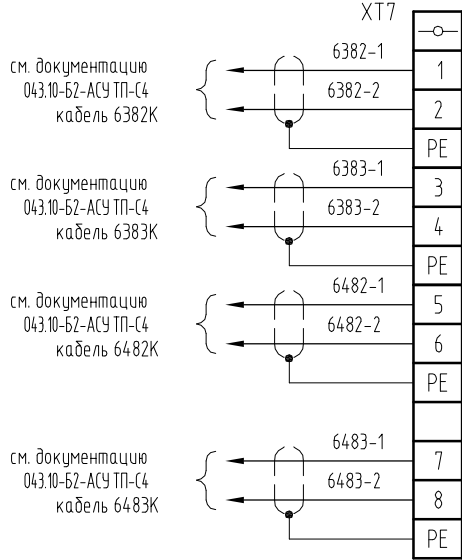 XT7
6382-1
см. документацию
1
043.10-Б2-АСУ ТП-С4
6382-2
кабель 6382К
2
PE
6383-1
см. документацию
3
043.10-Б2-АСУ ТП-С4
6383-2
кабель 6383К
4
PE
6482-1
см. документацию
5
043.10-Б2-АСУ ТП-С4
6482-2
кабель 6482К
6
PE
6483-1
см. документацию
7
043.10-Б2-АСУ ТП-С4
6483-2
кабель 6483К
8
PE